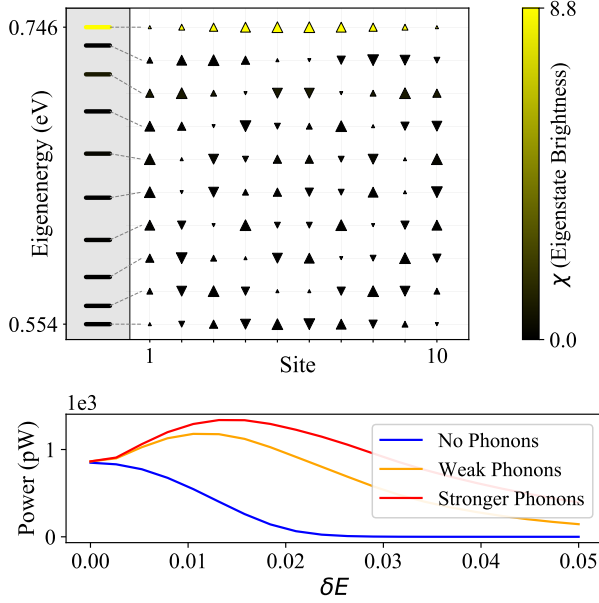 0.746
8.8
Eigenenergy (eV)
χ (Eigenstate Brightness)
0.554
0.0
1
10
Site
1e3
Power (pW)
1
0
No Phonons
Weak Phonons
Stronger Phonons
0.00
0.01
0.02
0.03
0.04
0.05
δE